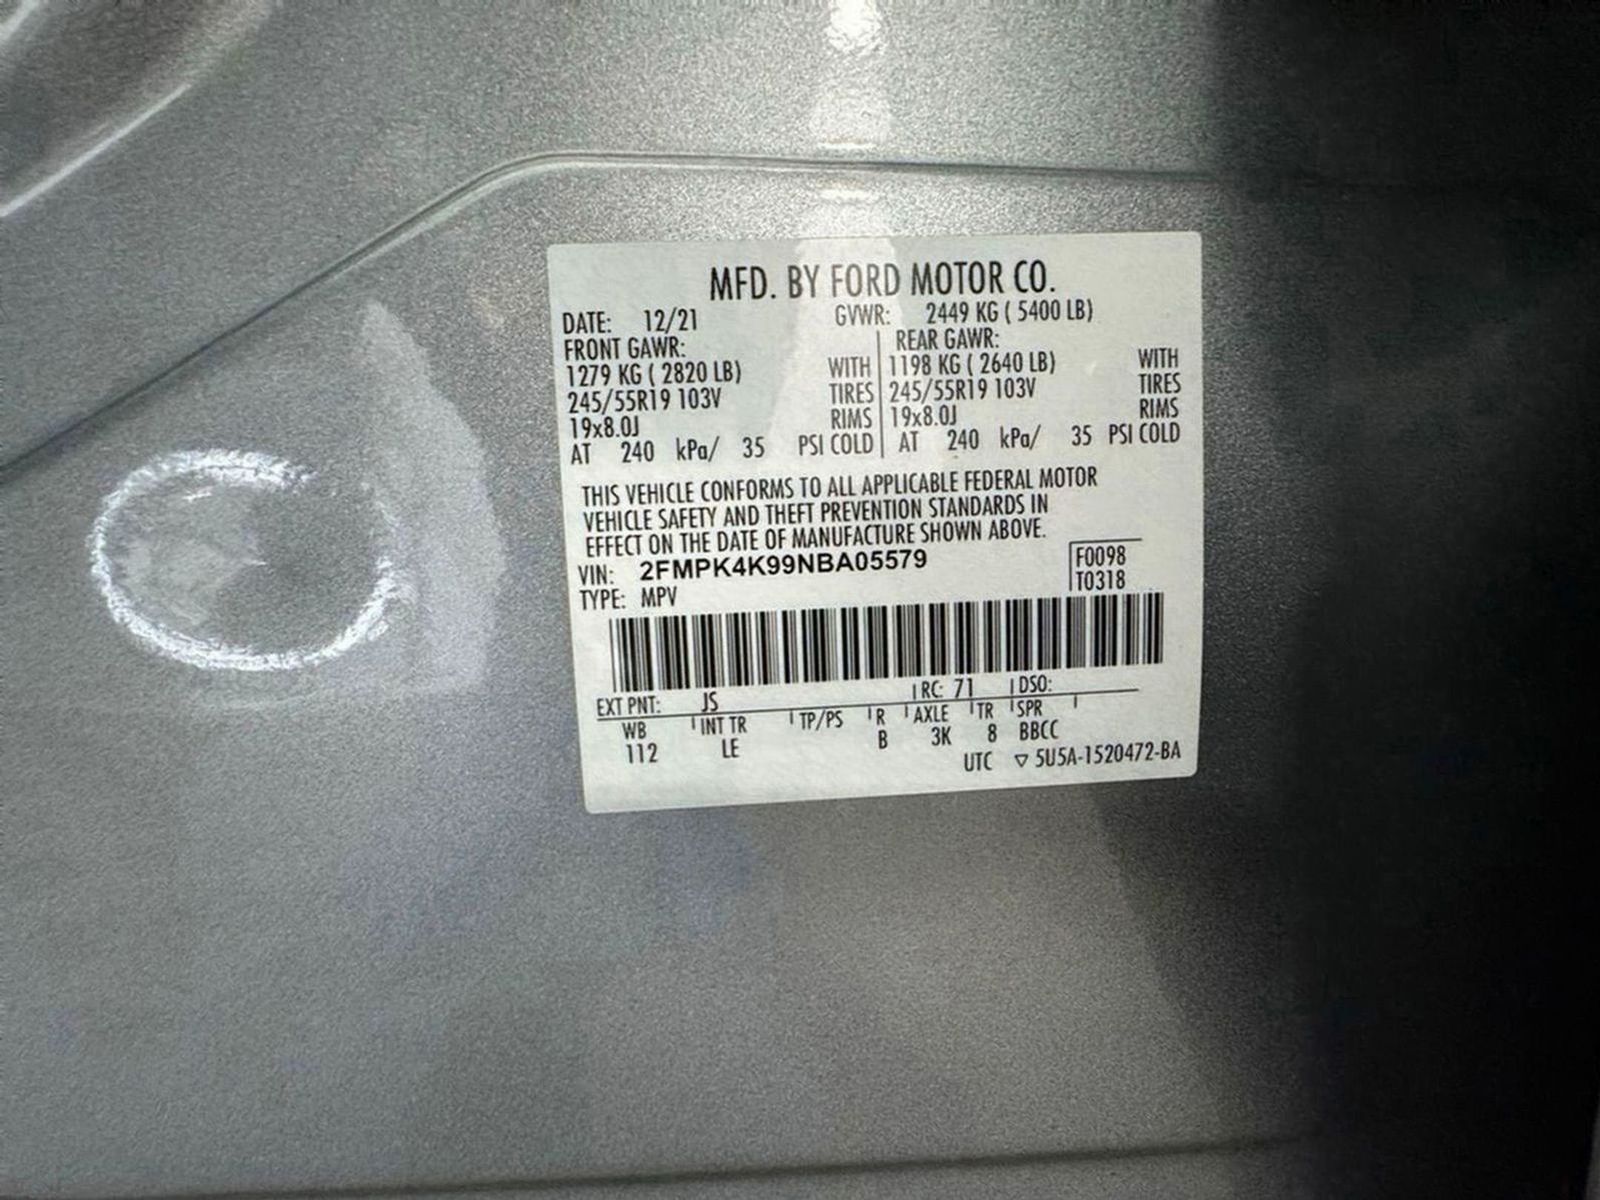 MFD. BY FORD MOTOR CO.
DATE: 12/21 GVWR: 2449 KG ( 5400 LB)
FRONT GAWR: REAR GAWR:
1279 KG ( 2820 LB) WITH 1198 KG ( 2640 LB) WITH
245/55R19 103V TIRES 245/55R19 103V TIRES
19x8.0J RIMS 19x8.0J RIMS
AT 240 kPa/ 35 PSI COLD AT 240 kPa/ 35 PSI COLD
THIS VEHICLE CONFORMS TO ALL APPLICABLE FEDERAL MOTOR
VEHICLE SAFETY AND THEFT PREVENTION STANDARDS IN
EFFECT ON THE DATE OF MANUFACTURE SHOWN ABOVE.
VIN: 2FMPK4K99NBA05579 F0098
TYPE: MPV T0318
EXT PNT: JS RC: 71 DSO:
WB INT TR TP/PS R AXLE TR SPR
112 LE B 3K 8 BBCC
UTC ▽ 5U5A-1520472-BA